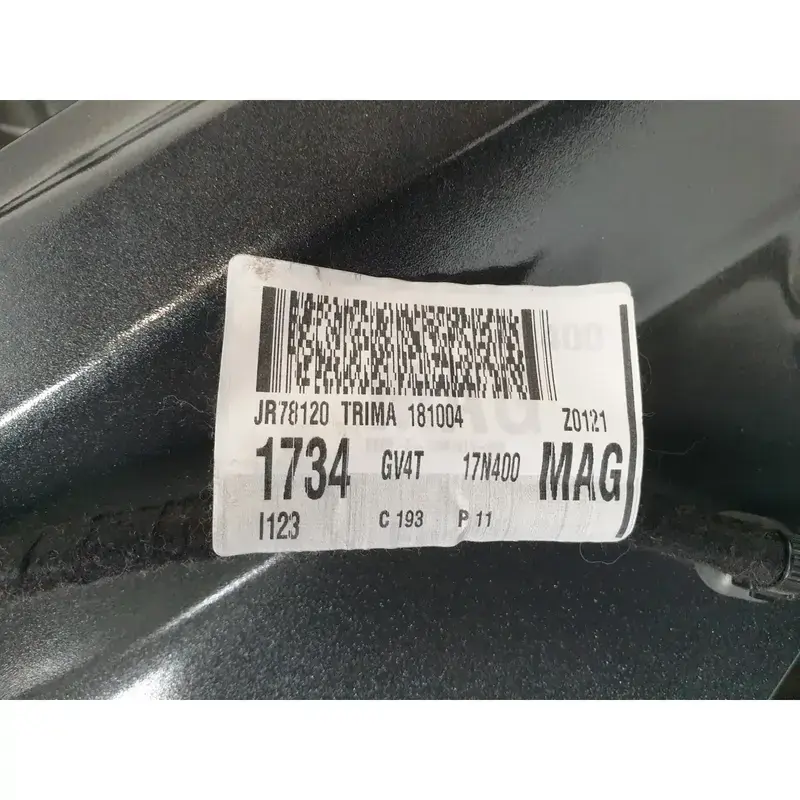 JR78120 TRIMA 181004 Z0121
1734 GV4T 17N400 MAG
I123 C 193 P 11